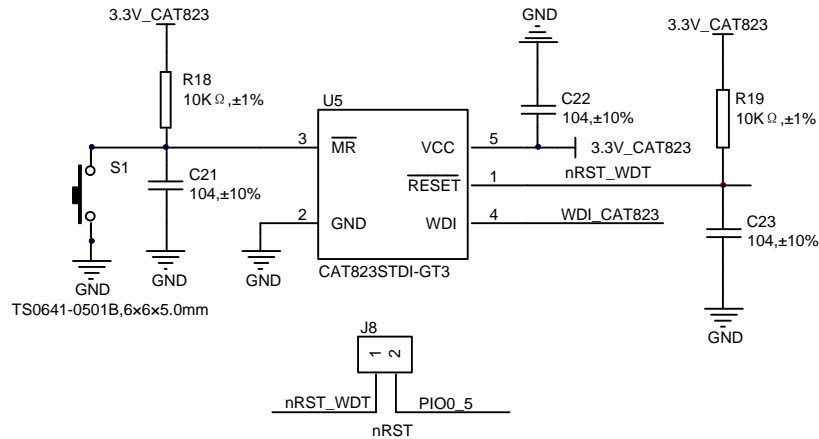 3.3V_CAT823
GND
3.3V_CAT823
R18
10KΩ,±1%
U5
C22
104,±10%
R19
10KΩ,±1%
3
MR
VCC
5
3.3V_CAT823
S1
C21
104,±10%
RESET
1
nRST_WDT
2
GND
WDI
4
WDI_CAT823
C23
104,±10%
GND
GND
GND
CAT823STDI-GT3
TS0641-0501B,6×6×5.0mm
GND
J8
1
2
nRST_WDT
PIO0_5
nRST